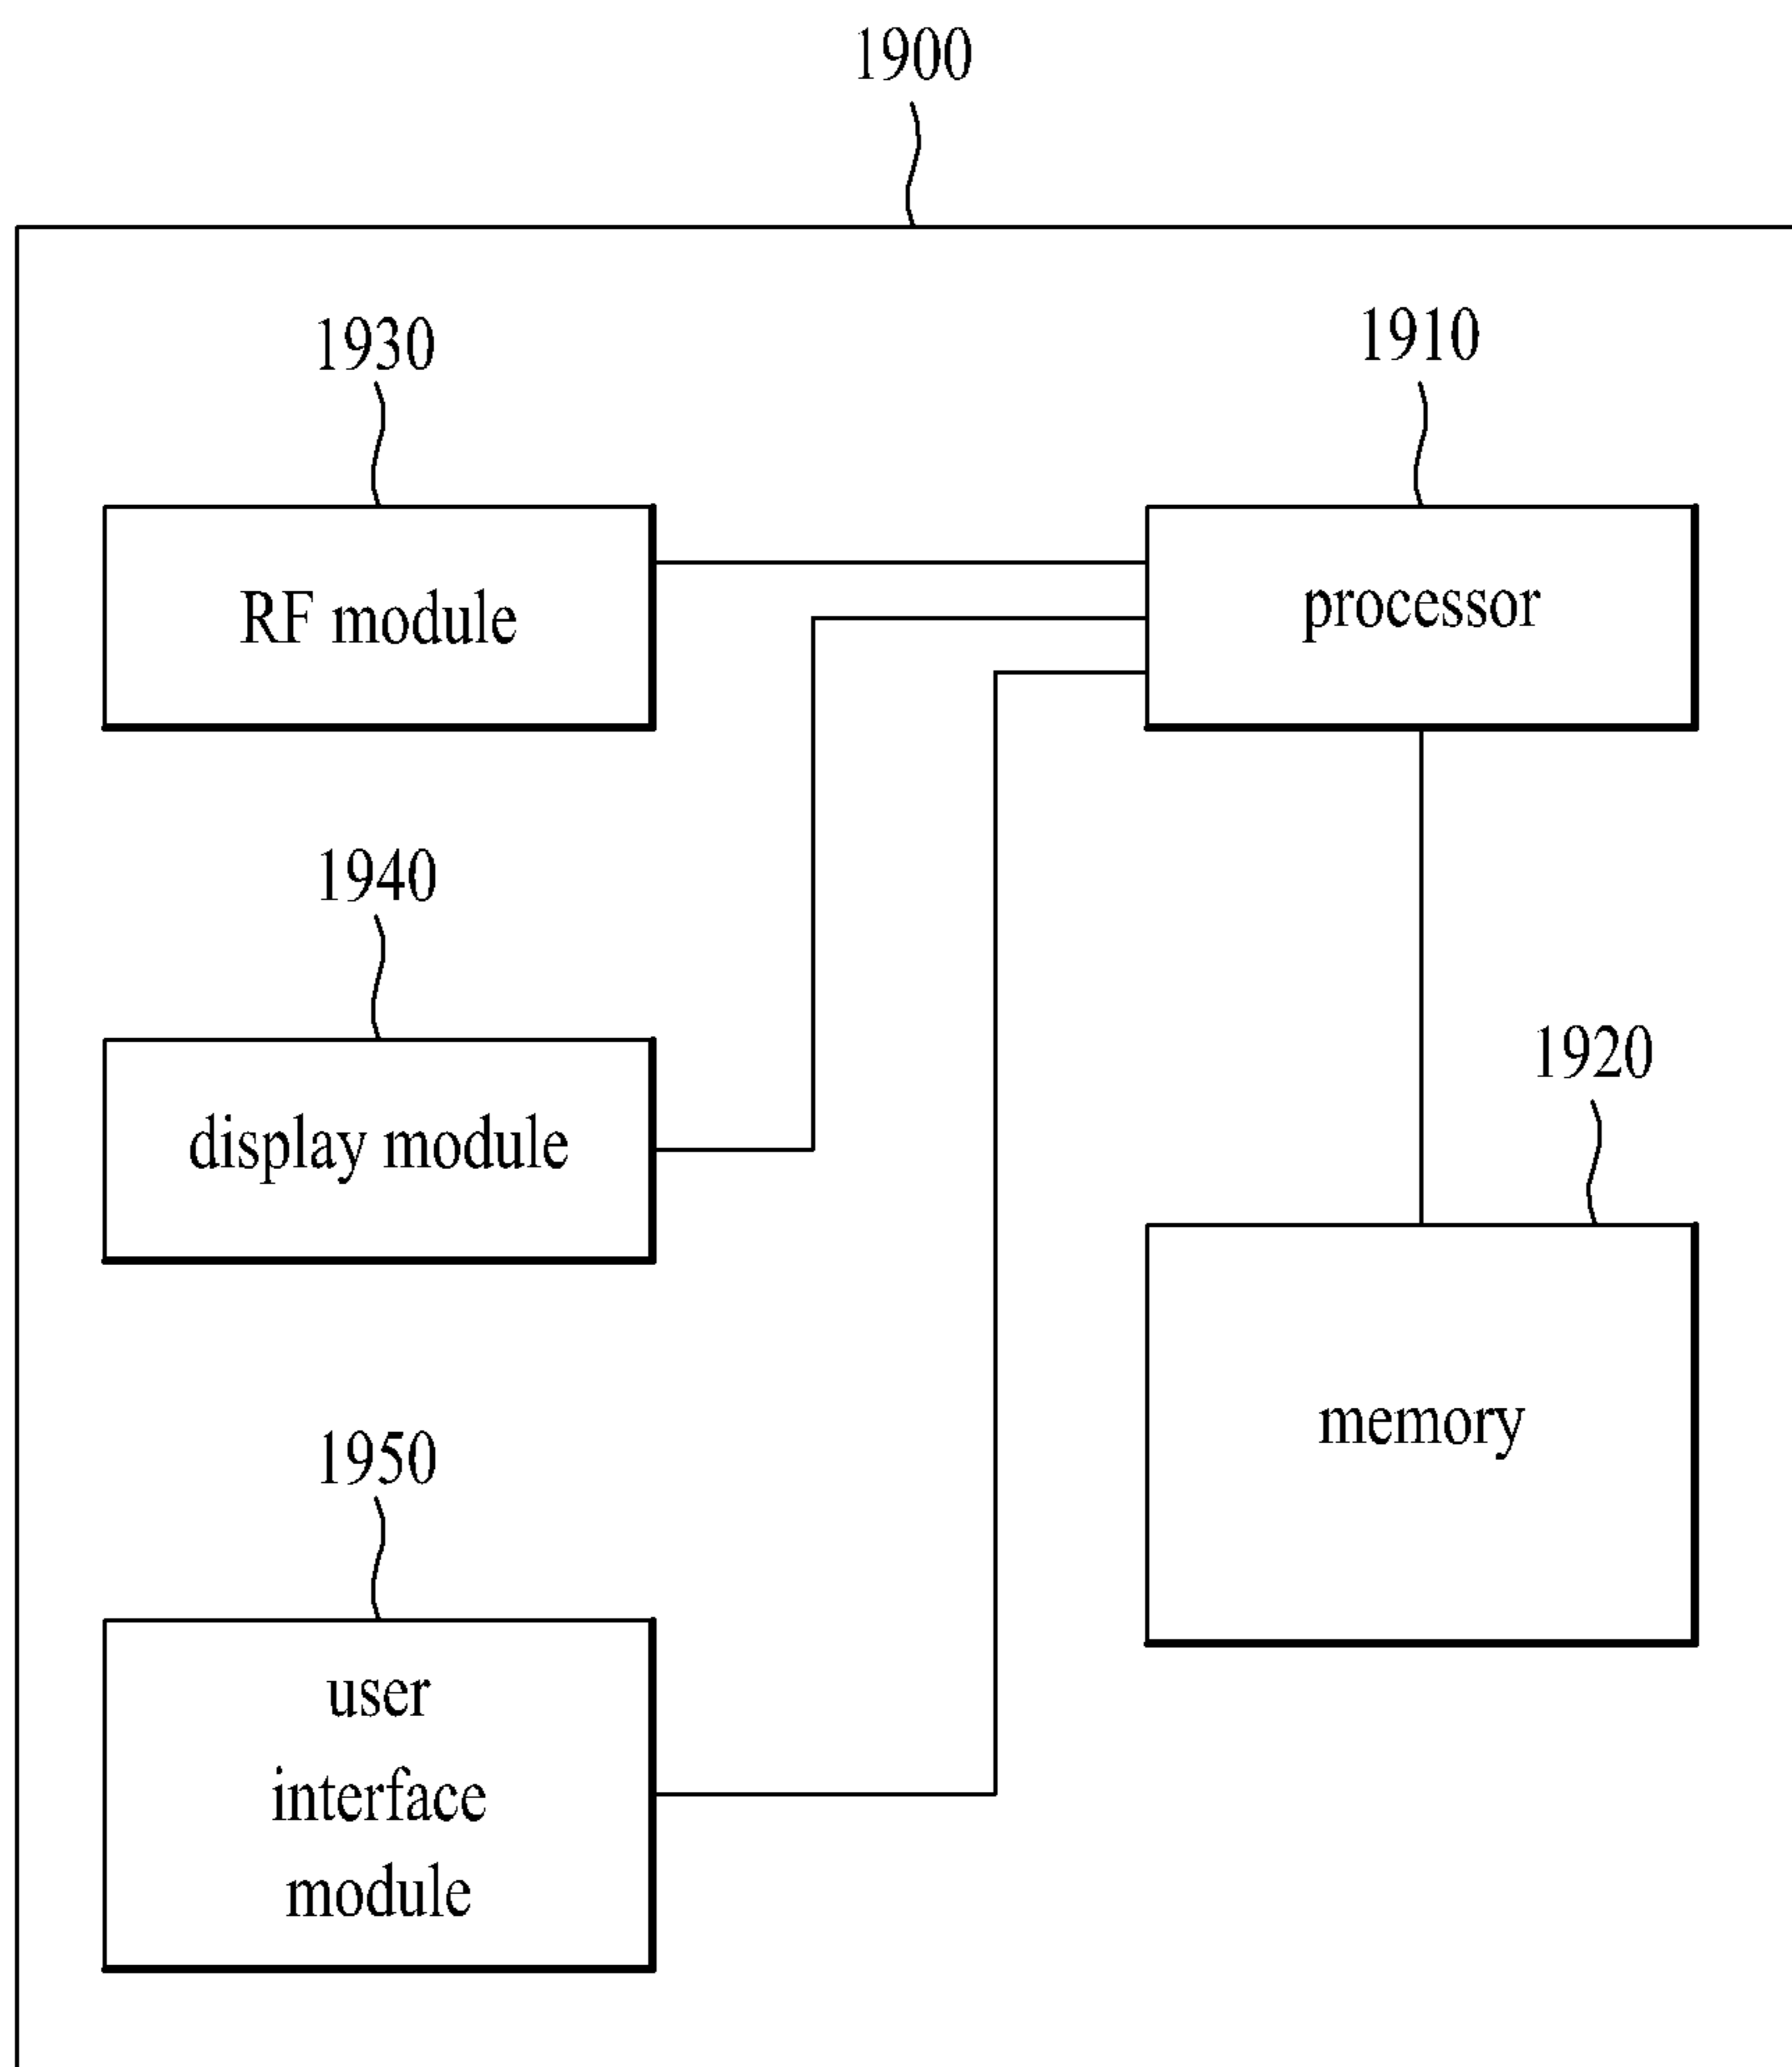 1900
1930
1910
RF module
processor
1940
display module
1920
memory
1950
user
interface
module